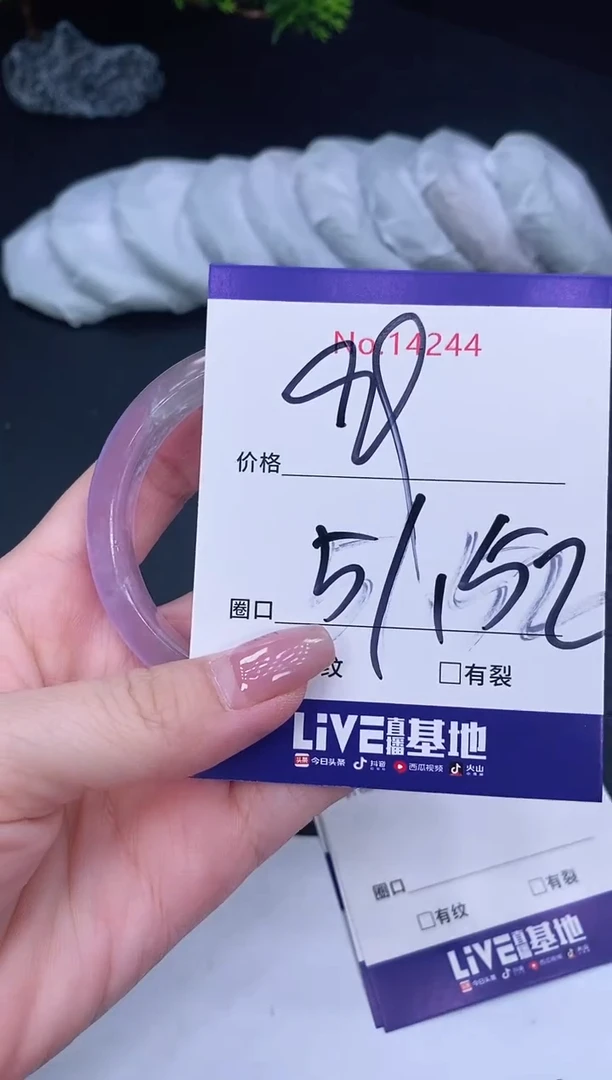 No.14244
价格
圈口 51.52
纹
□有裂
LiVE直播基地
头条 今日头条 抖音 西瓜视频 火山
圈口
□有纹 □有裂
LiVE直播基地